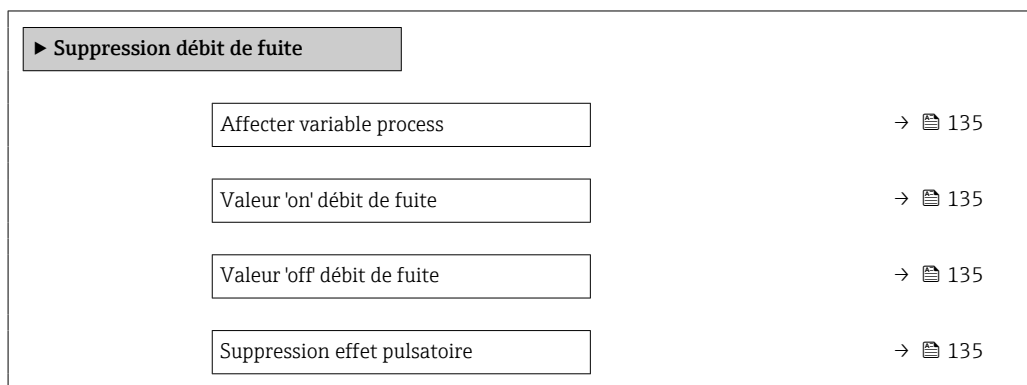 ▶ Suppression débit de fuite
Affecter variable process → 135
Valeur 'on' débit de fuite → 135
Valeur 'off' débit de fuite → 135
Suppression effet pulsatoire → 135